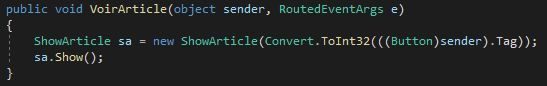 public void VoirArticle(object sender, RoutedEventArgs e)
{
    ShowArticle sa = new ShowArticle(Convert.ToInt32(((Button)sender).Tag));
    sa.Show();
}